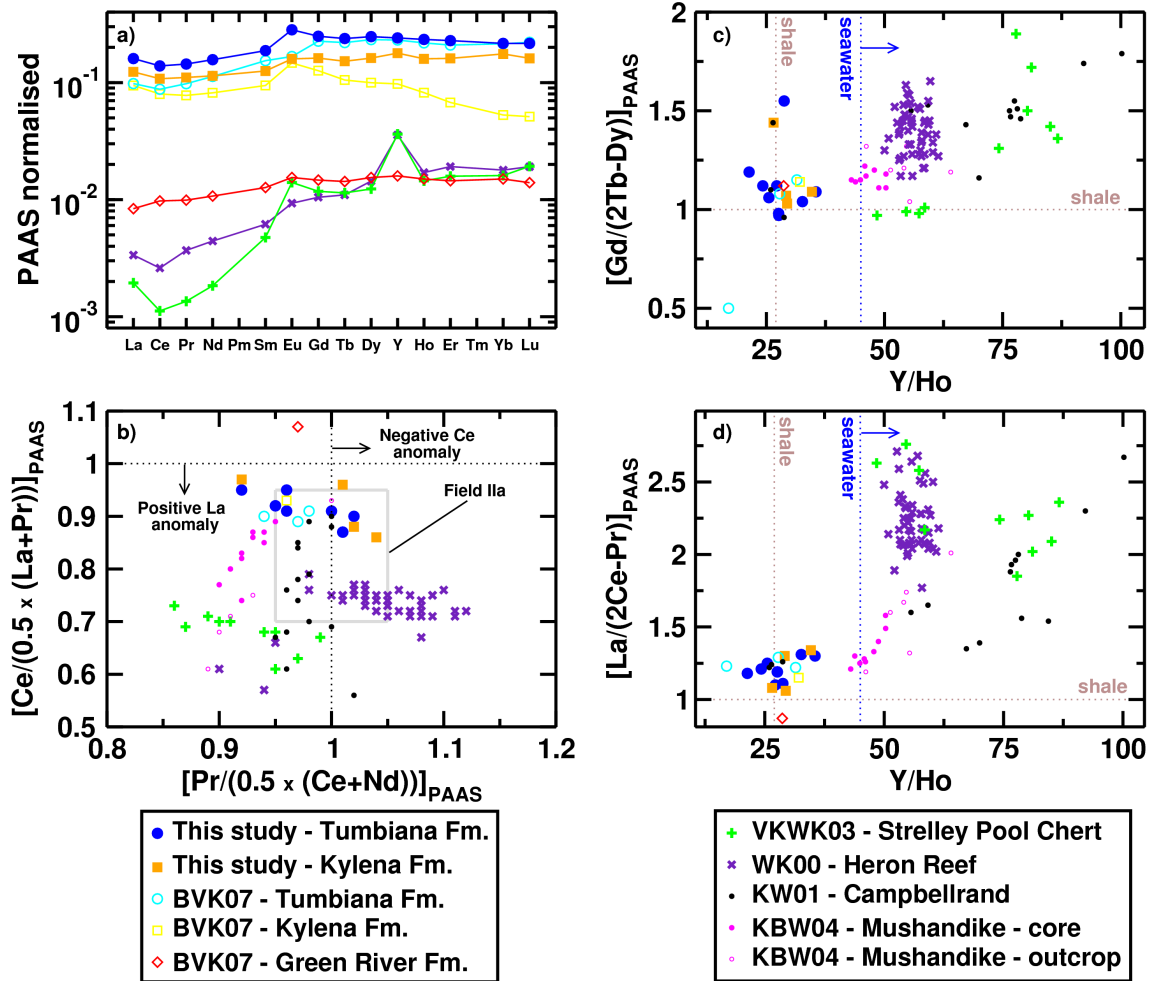 a)
PAAS normalised
10-1
10-2
10-3
La Ce Pr Nd Pm Sm Eu Gd Tb Dy Y Ho Er Tm Yb Lu
c)
[Gd/(2Tb-Dy)]PAAS
2
1.5
1
0.5
shale
seawater
shale
25 50 75 100
Y/Ho
b)
[Ce/(0.5 x (La+Pr))]PAAS
1.1
1
0.9
0.8
0.7
0.6
0.5
Negative Ce
anomaly
Positive La
anomaly
Field IIa
0.8 0.9 1 1.1 1.2
[Pr/(0.5 x (Ce+Nd))]PAAS
d)
[La/(2Ce-Pr)]PAAS
2.5
2
1.5
1
shale
seawater
shale
25 50 75 100
Y/Ho
This study - Tumbiana Fm.
This study - Kylena Fm.
BVK07 - Tumbiana Fm.
BVK07 - Kylena Fm.
BVK07 - Green River Fm.
VKWK03 - Strelley Pool Chert
WK00 - Heron Reef
KW01 - Campbellrand
KBW04 - Mushandike - core
KBW04 - Mushandike - outcrop